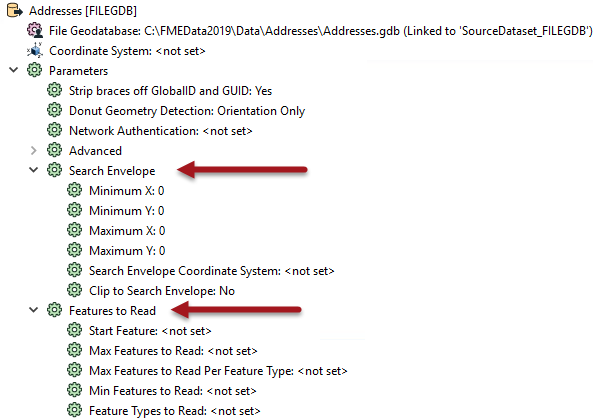 Addresses [FILEGDB]
File Geodatabase: C:\FMEData2019\Data\Addresses\Addresses.gdb (Linked to 'SourceDataset_FILEGDB')
Coordinate System: <not set>
Parameters
Strip braces off GlobalID and GUID: Yes
Donut Geometry Detection: Orientation Only
Network Authentication: <not set>
Advanced
Search Envelope
Minimum X: 0
Minimum Y: 0
Maximum X: 0
Maximum Y: 0
Search Envelope Coordinate System: <not set>
Clip to Search Envelope: No
Features to Read
Start Feature: <not set>
Max Features to Read: <not set>
Max Features to Read Per Feature Type: <not set>
Min Features to Read: <not set>
Feature Types to Read: <not set>